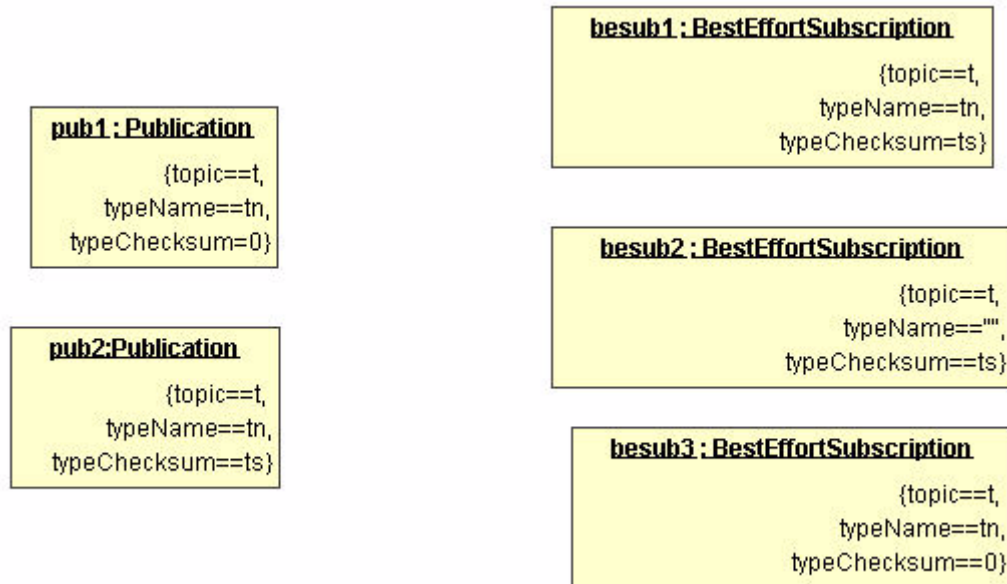 pub1 : Publication
{topic==t,
typeName==tn,
typeChecksum=0}
pub2:Publication
{topic==t,
typeName==tn,
typeChecksum==ts}
besub1 : BestEffortSubscription
{topic==t,
typeName==tn,
typeChecksum=ts}
besub2 : BestEffortSubscription
{topic==t,
typeName=="",
typeChecksum==ts}
besub3 : BestEffortSubscription
{topic==t,
typeName==tn,
typeChecksum==0}